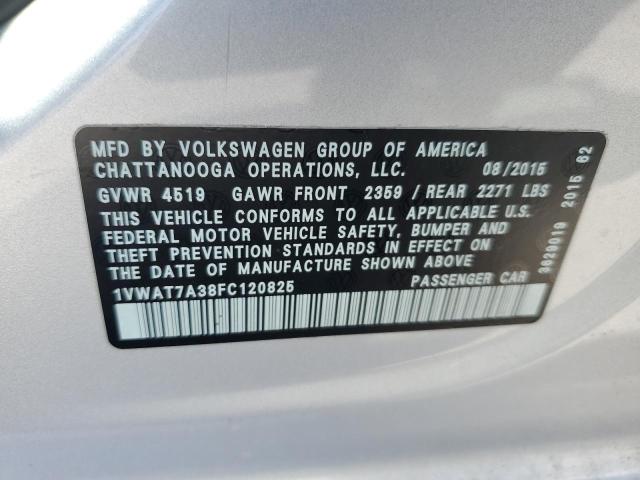 MFD BY VOLKSWAGEN GROUP OF AMERICA
CHATTANOOGA OPERATIONS, LLC. 08/2015
GVWR 4519 GAWR FRONT 2359 / REAR 2271 LBS
THIS VEHICLE CONFORMS TO ALL APPLICABLE U.S.
FEDERAL MOTOR VEHICLE SAFETY, BUMPER AND
THEFT PREVENTION STANDARDS IN EFFECT ON
THE DATE OF MANUFACTURE SHOWN ABOVE.
1VWAT7A38FC120825 PASSENGER CAR
3629019 2015 62